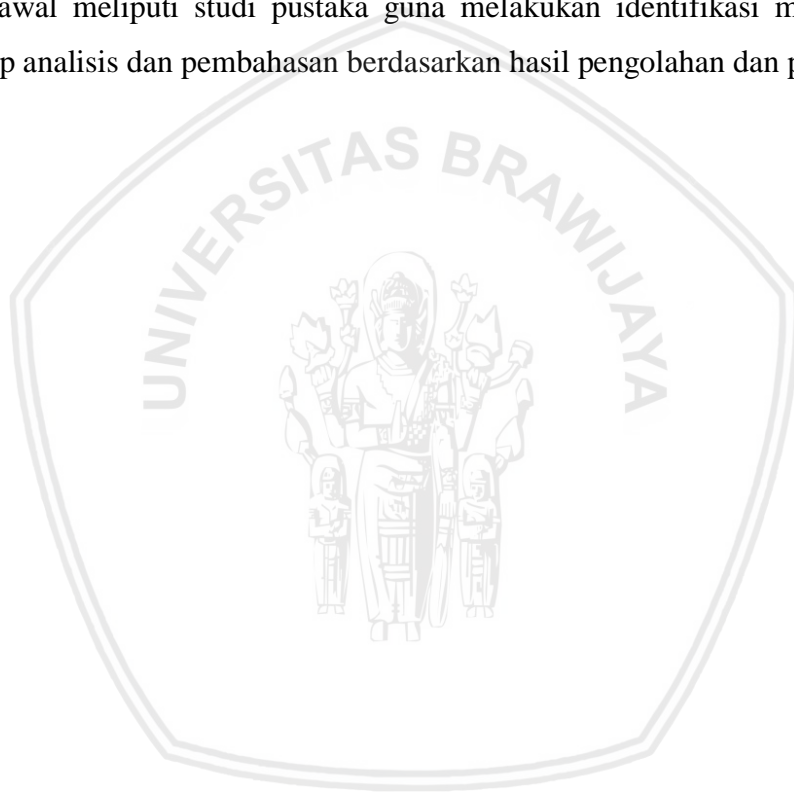 awal meliputi studi pustaka guna melakukan identifikasi
p analisis dan pembahasan berdasarkan hasil pengolahan dan
UNIVERSITAS BRAWIJAYA